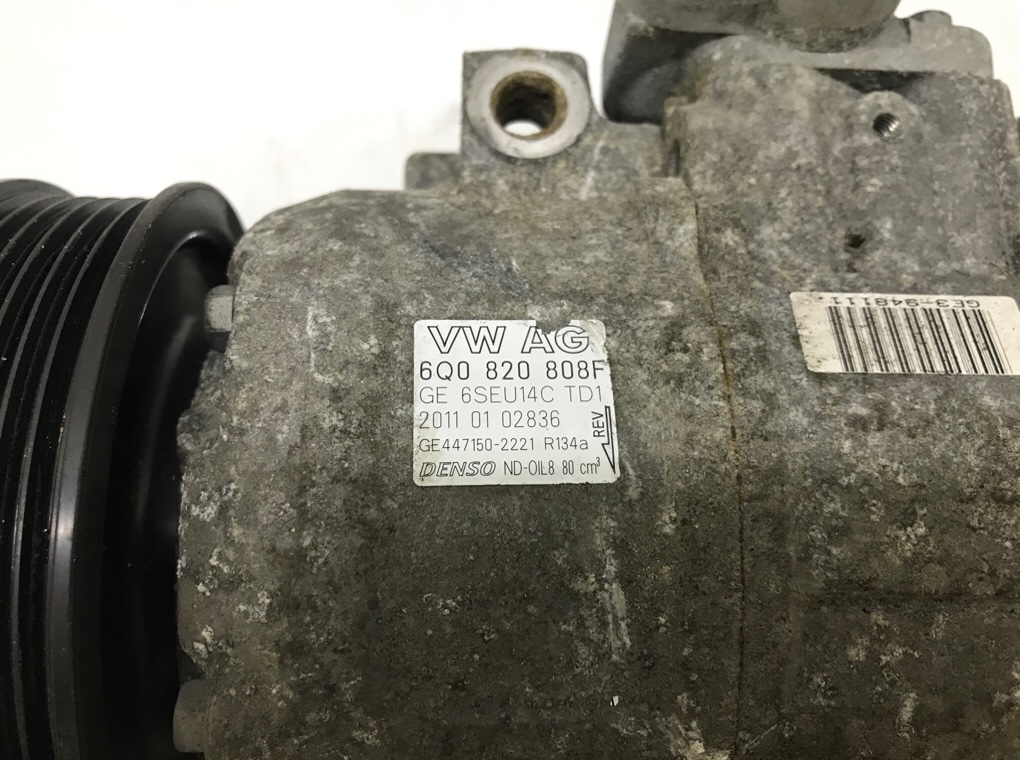 VW AG
6Q0 820 808F
GE 6SEU14C TD1
2011 01 02836
GE447150-2221 R134a
DENSO ND-OIL8 80 cm³
REV
GE3-948111